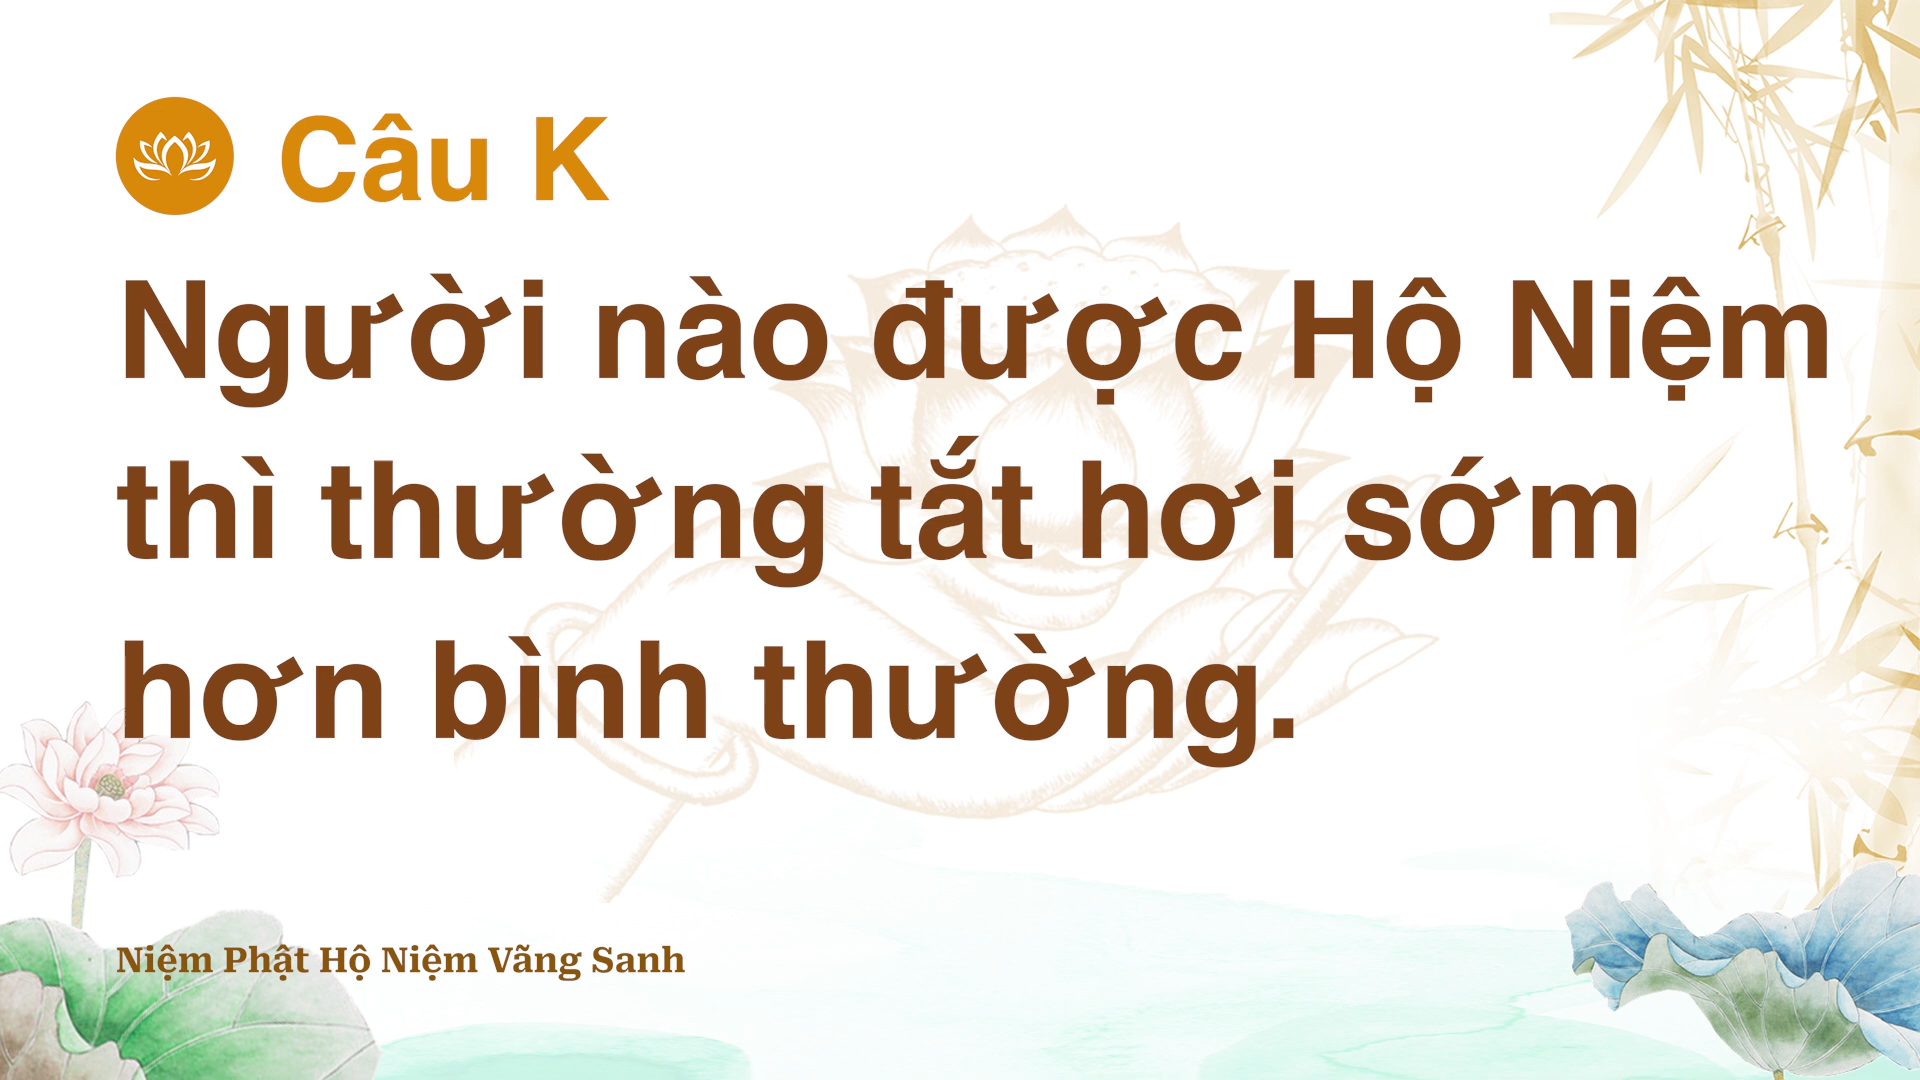 Câu K
Người nào được Hộ Niệm
thì thường tắt hơi sớm
hơn bình thường.
Niệm Phật Hộ Niệm Vãng Sanh